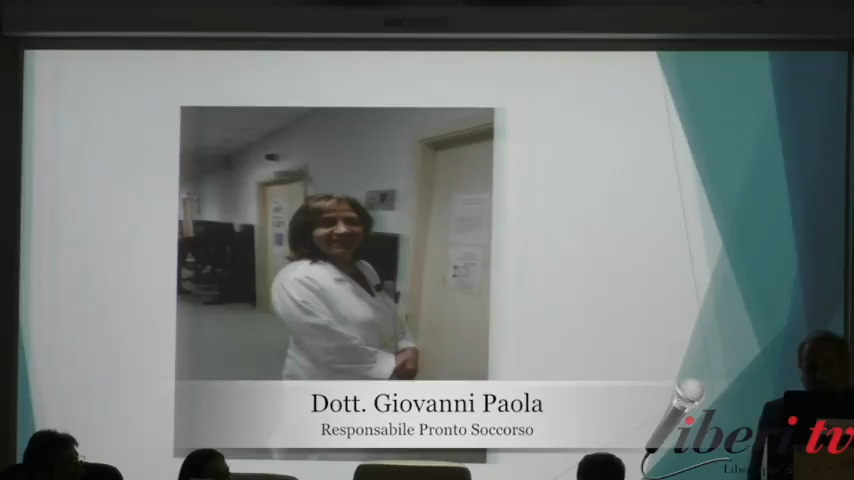 Dott. Giovanni Paola
Responsabile Pronto Soccorso
liberi tv